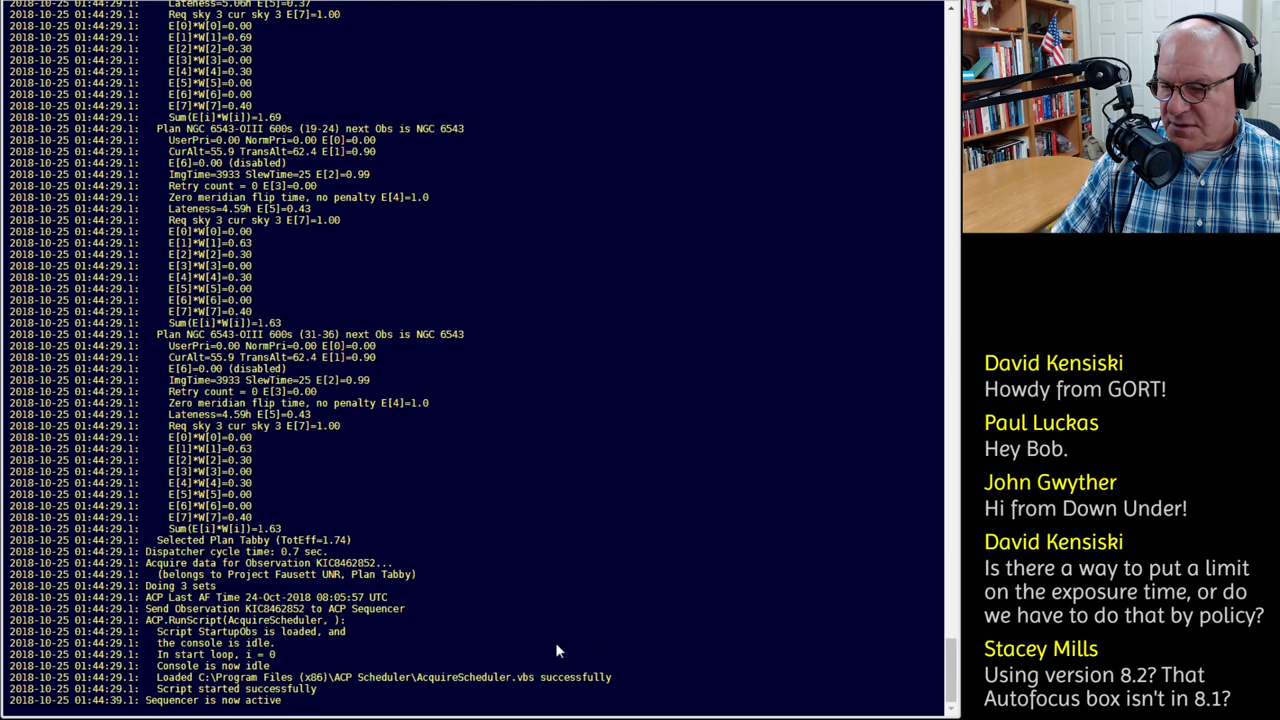 2018-10-25 01:44:29.1: Lateness=5.06h E[5]=0.37
2018-10-25 01:44:29.1: Req sky 3 cur sky 3 E[7]=1.00
2018-10-25 01:44:29.1: E[0]*W[0]=0.00
2018-10-25 01:44:29.1: E[1]*W[1]=0.69
2018-10-25 01:44:29.1: E[2]*W[2]=0.30
2018-10-25 01:44:29.1: E[3]*W[3]=0.00
2018-10-25 01:44:29.1: E[4]*W[4]=0.30
2018-10-25 01:44:29.1: E[5]*W[5]=0.00
2018-10-25 01:44:29.1: E[6]*W[6]=0.00
2018-10-25 01:44:29.1: E[7]*W[7]=0.40
2018-10-25 01:44:29.1: Sum(E[i]*W[i])=1.69
2018-10-25 01:44:29.1: Plan NGC 6543-OIII 600s (19-24) next Obs is NGC 6543
2018-10-25 01:44:29.1: UserPri=0.00 NormPri=0.00 E[0]=0.00
2018-10-25 01:44:29.1: CurAlt=55.9 TransAlt=62.4 E[1]=0.90
2018-10-25 01:44:29.1: E[6]=0.00 (disabled)
2018-10-25 01:44:29.1: ImgTime=3933 SlewTime=25 E[2]=0.99
2018-10-25 01:44:29.1: Retry count = 0 E[3]=0.00
2018-10-25 01:44:29.1: Zero meridian flip time, no penalty E[4]=1.0
2018-10-25 01:44:29.1: Lateness=4.59h E[5]=0.43
2018-10-25 01:44:29.1: Req sky 3 cur sky 3 E[7]=1.00
2018-10-25 01:44:29.1: E[0]*W[0]=0.00
2018-10-25 01:44:29.1: E[1]*W[1]=0.63
2018-10-25 01:44:29.1: E[2]*W[2]=0.30
2018-10-25 01:44:29.1: E[3]*W[3]=0.00
2018-10-25 01:44:29.1: E[4]*W[4]=0.30
2018-10-25 01:44:29.1: E[5]*W[5]=0.00
2018-10-25 01:44:29.1: E[6]*W[6]=0.00
2018-10-25 01:44:29.1: E[7]*W[7]=0.40
2018-10-25 01:44:29.1: Sum(E[i]*W[i])=1.63
2018-10-25 01:44:29.1: Plan NGC 6543-OIII 600s (31-36) next Obs is NGC 6543
2018-10-25 01:44:29.1: UserPri=0.00 NormPri=0.00 E[0]=0.00
2018-10-25 01:44:29.1: CurAlt=55.9 TransAlt=62.4 E[1]=0.90
2018-10-25 01:44:29.1: E[6]=0.00 (disabled)
2018-10-25 01:44:29.1: ImgTime=3933 SlewTime=25 E[2]=0.99
2018-10-25 01:44:29.1: Retry count = 0 E[3]=0.00
2018-10-25 01:44:29.1: Zero meridian flip time, no penalty E[4]=1.0
2018-10-25 01:44:29.1: Lateness=4.59h E[5]=0.43
2018-10-25 01:44:29.1: Req sky 3 cur sky 3 E[7]=1.00
2018-10-25 01:44:29.1: E[0]*W[0]=0.00
2018-10-25 01:44:29.1: E[1]*W[1]=0.63
2018-10-25 01:44:29.1: E[2]*W[2]=0.30
2018-10-25 01:44:29.1: E[3]*W[3]=0.00
2018-10-25 01:44:29.1: E[4]*W[4]=0.30
2018-10-25 01:44:29.1: E[5]*W[5]=0.00
2018-10-25 01:44:29.1: E[6]*W[6]=0.00
2018-10-25 01:44:29.1: E[7]*W[7]=0.40
2018-10-25 01:44:29.1: Sum(E[i]*W[i])=1.63
2018-10-25 01:44:29.1: Selected Plan Tabby (TotEff=1.74)
2018-10-25 01:44:29.1: Dispatcher cycle time: 0.7 sec.
2018-10-25 01:44:29.1: Acquire data for Observation KIC8462852...
2018-10-25 01:44:29.1: (belongs to Project Fausett UNR, Plan Tabby)
2018-10-25 01:44:29.1: Doing 3 sets
2018-10-25 01:44:29.1: ACP Last AF Time 24-Oct-2018 08:05:57 UTC
2018-10-25 01:44:29.1: Send Observation KIC8462852 to ACP Sequencer
2018-10-25 01:44:29.1: ACP.RunScript(AcquireScheduler, ):
2018-10-25 01:44:29.1: Script StartupObs is loaded, and
2018-10-25 01:44:29.1: the console is idle.
2018-10-25 01:44:29.1: In start loop, i = 0
2018-10-25 01:44:29.1: Console is now idle
2018-10-25 01:44:29.1: Loaded C:\Program Files (x86)\ACP Scheduler\AcquireScheduler.vbs successfully
2018-10-25 01:44:29.1: Script started successfully
2018-10-25 01:44:39.1: Sequencer is now active
David Kensiski
Howdy from GORT!
Paul Luckas
Hey Bob.
John Gwyther
Hi from Down Under!
David Kensiski
Is there a way to put a limit
on the exposure time, or do
we have to do that by policy?
Stacey Mills
Using version 8.2? That
Autofocus box isn't in 8.1?